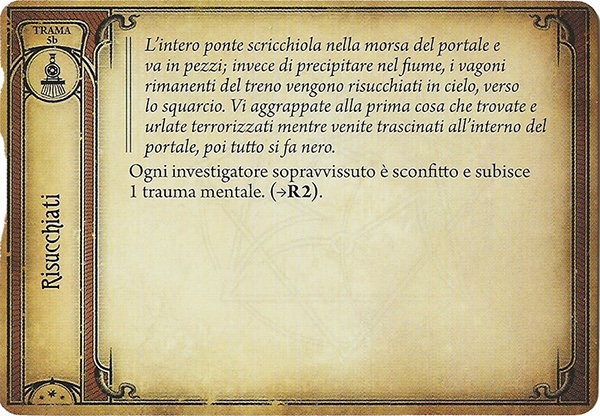 TRAMA
5b
Risucchiati
L'intero ponte scricchiola nella morsa del portale e
va in pezzi; invece di precipitare nel fiume, i vagoni
rimanenti del treno vengono risucchiati in cielo, verso
lo squarcio. Vi aggrappate alla prima cosa che trovate e
urlate terrorizzati mentre venite trascinati all'interno del
portale, poi tutto si fa nero.
Ogni investigatore sopravvissuto è sconfitto e subisce
1 trauma mentale. (→R2).